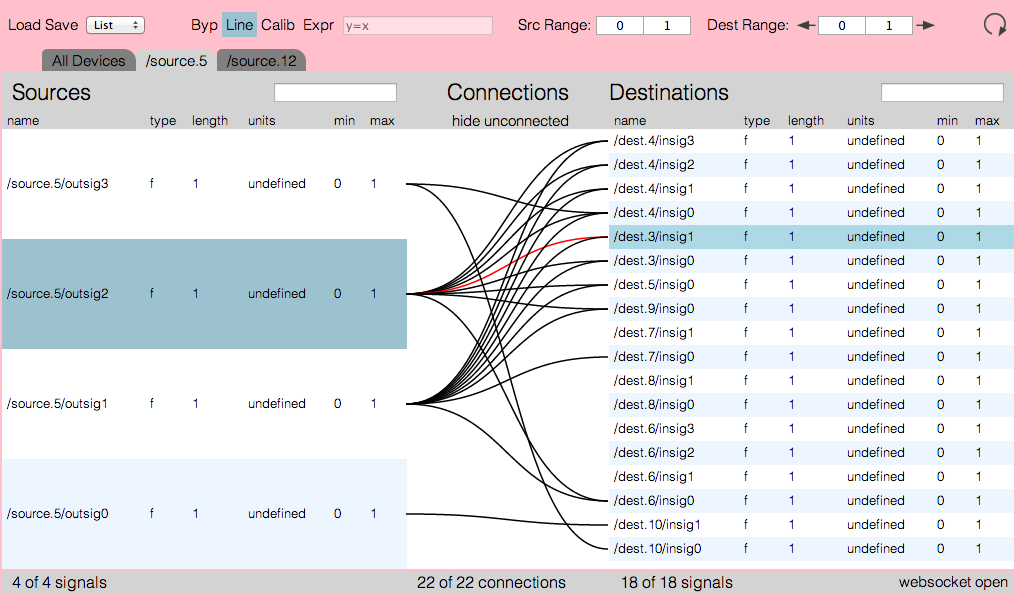 Load Save List Byp Line Calib Expr y=x Src Range: 0 1 Dest Range: 0 1
All Devices /source.5 /source.12
Sources Connections Destinations
name type length units min max hide unconnected name type length units min max
/dest.4/insig3 f 1 undefined 0 1
/dest.4/insig2 f 1 undefined 0 1
/source.5/outsig3 f 1 undefined 0 1
/dest.4/insig1 f 1 undefined 0 1
/dest.4/insig0 f 1 undefined 0 1
/dest.3/insig1 f 1 undefined 0 1
/dest.3/insig0 f 1 undefined 0 1
/dest.5/insig0 f 1 undefined 0 1
/source.5/outsig2 f 1 undefined 0 1
/dest.9/insig0 f 1 undefined 0 1
/dest.7/insig1 f 1 undefined 0 1
/dest.7/insig0 f 1 undefined 0 1
/dest.8/insig1 f 1 undefined 0 1
/source.5/outsig1 f 1 undefined 0 1
/dest.8/insig0 f 1 undefined 0 1
/dest.6/insig3 f 1 undefined 0 1
/dest.6/insig2 f 1 undefined 0 1
/dest.6/insig1 f 1 undefined 0 1
/dest.6/insig0 f 1 undefined 0 1
/source.5/outsig0 f 1 undefined 0 1
/dest.10/insig1 f 1 undefined 0 1
/dest.10/insig0 f 1 undefined 0 1
4 of 4 signals 22 of 22 connections 18 of 18 signals websocket open